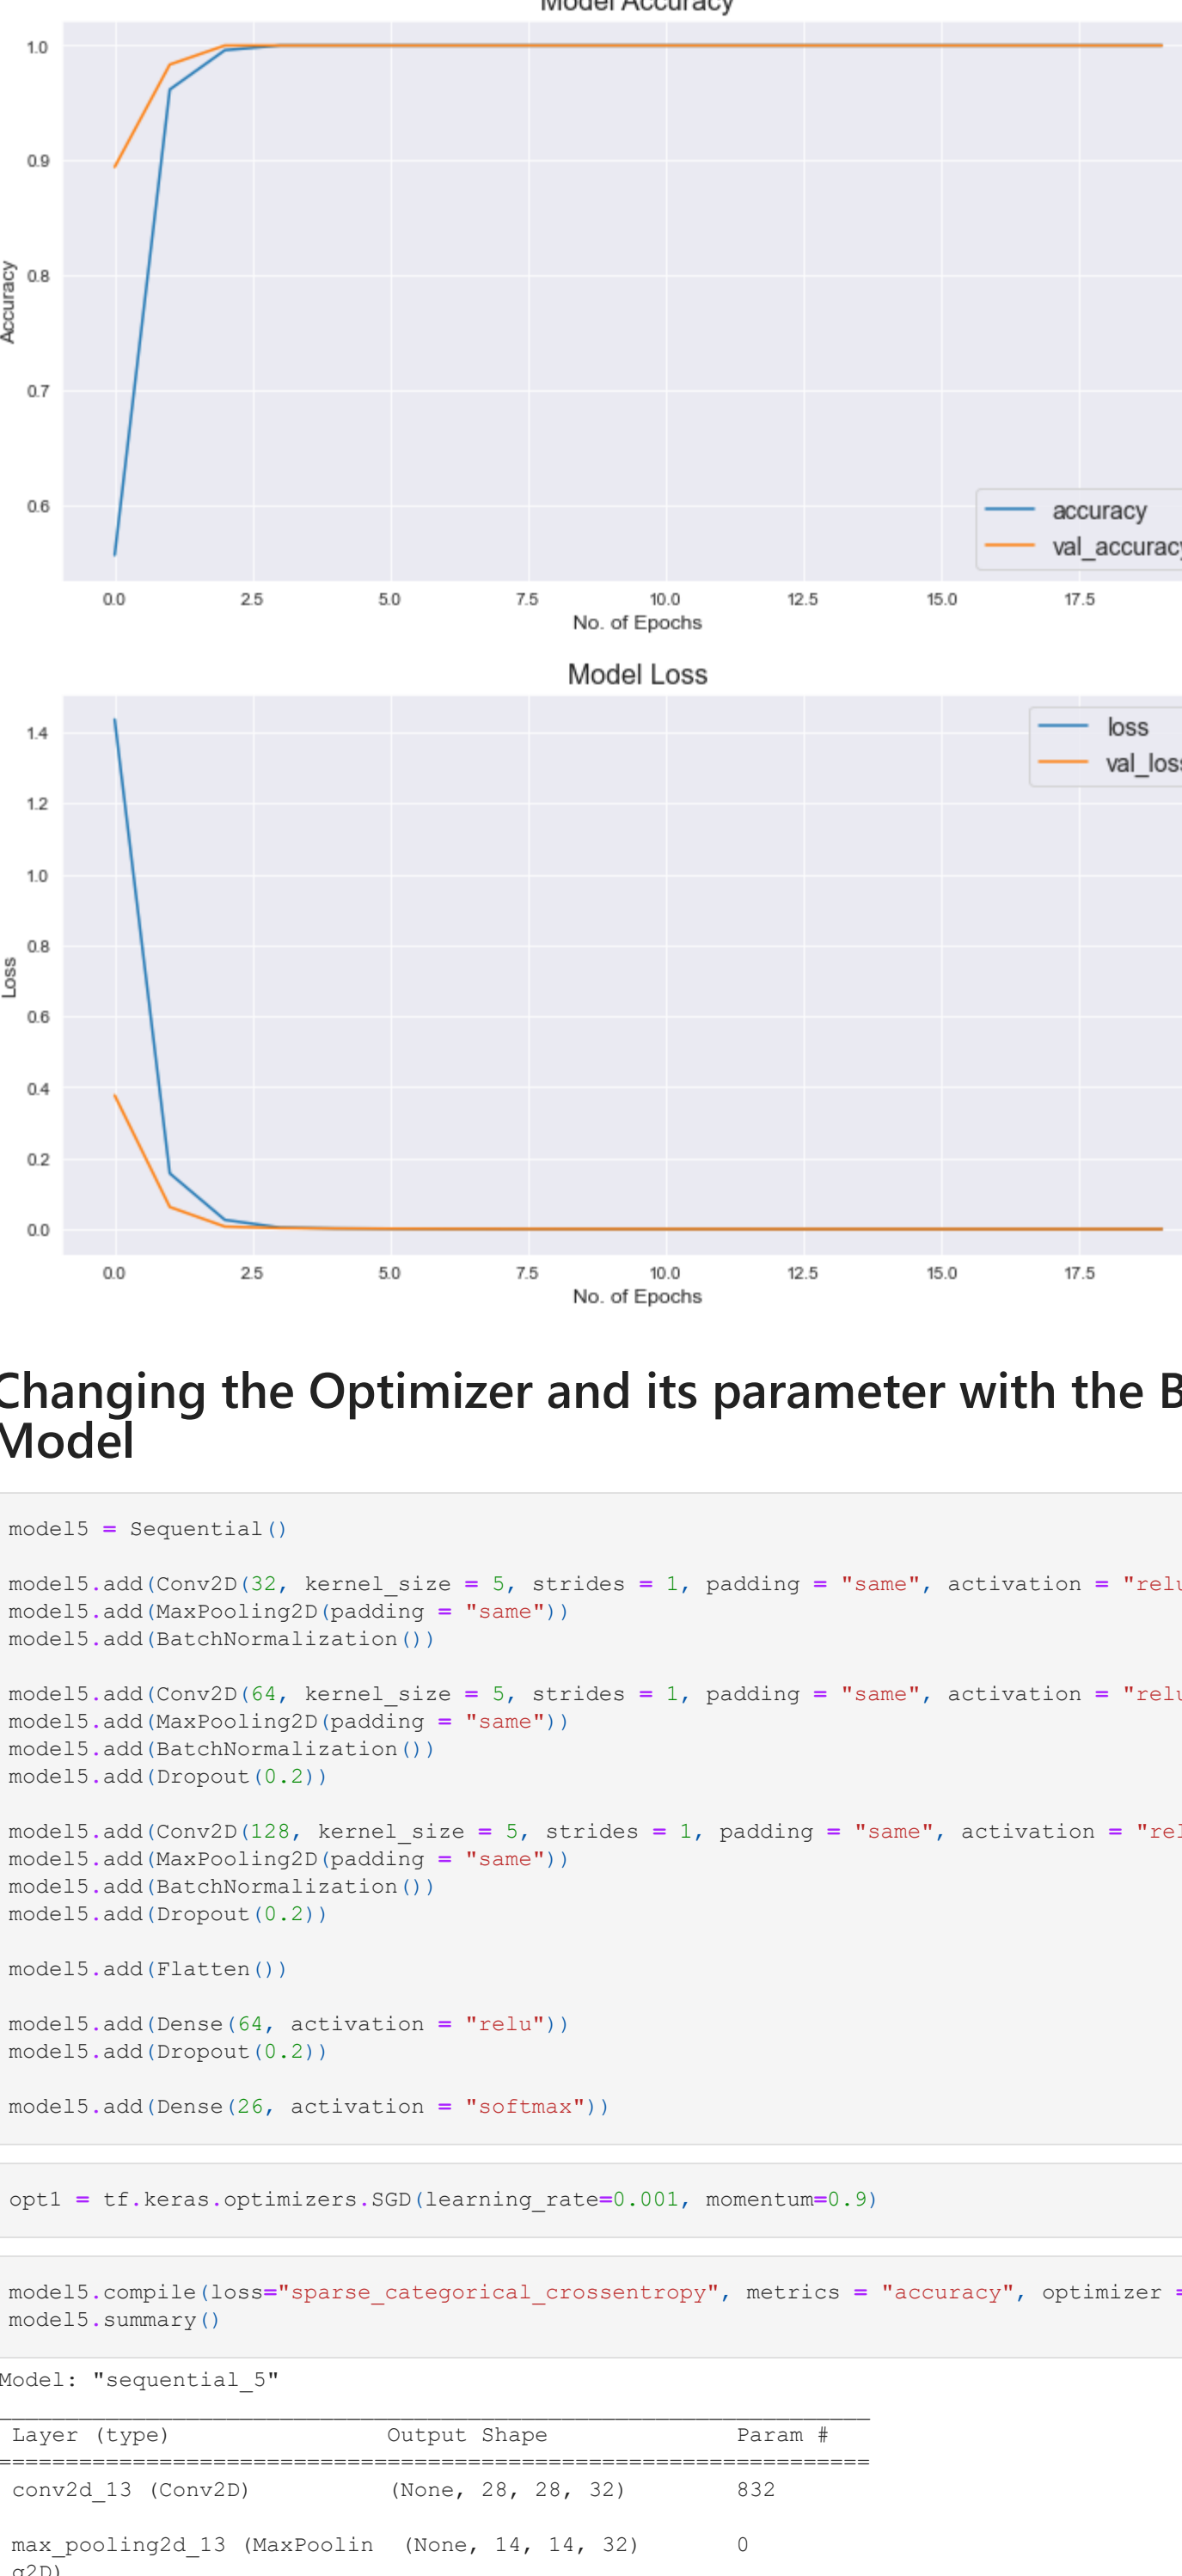 Model Accuracy
1.0
0.9
0.8
0.7
0.6
Accuracy
accuracy
val_accuracy
0.0 2.5 5.0 7.5 10.0 12.5 15.0 17.5
No. of Epochs
Model Loss
1.4
1.2
1.0
0.8
0.6
0.4
0.2
0.0
Loss
loss
val_loss
0.0 2.5 5.0 7.5 10.0 12.5 15.0 17.5
No. of Epochs
Changing the Optimizer and its parameter with the B
Model
model5 = Sequential()
model5.add(Conv2D(32, kernel_size = 5, strides = 1, padding = "same", activation = "relu
model5.add(MaxPooling2D(padding = "same"))
model5.add(BatchNormalization())
model5.add(Conv2D(64, kernel_size = 5, strides = 1, padding = "same", activation = "relu
model5.add(MaxPooling2D(padding = "same"))
model5.add(BatchNormalization())
model5.add(Dropout(0.2))
model5.add(Conv2D(128, kernel_size = 5, strides = 1, padding = "same", activation = "rel
model5.add(MaxPooling2D(padding = "same"))
model5.add(BatchNormalization())
model5.add(Dropout(0.2))
model5.add(Flatten())
model5.add(Dense(64, activation = "relu"))
model5.add(Dropout(0.2))
model5.add(Dense(26, activation = "softmax"))
opt1 = tf.keras.optimizers.SGD(learning_rate=0.001, momentum=0.9)
model5.compile(loss="sparse_categorical_crossentropy", metrics = "accuracy", optimizer =
model5.summary()
Model: "sequential_5"
_________________________________________________________________
Layer (type) Output Shape Param #
=================================================================
conv2d_13 (Conv2D) (None, 28, 28, 32) 832
max_pooling2d_13 (MaxPoolin (None, 14, 14, 32) 0
g2D)